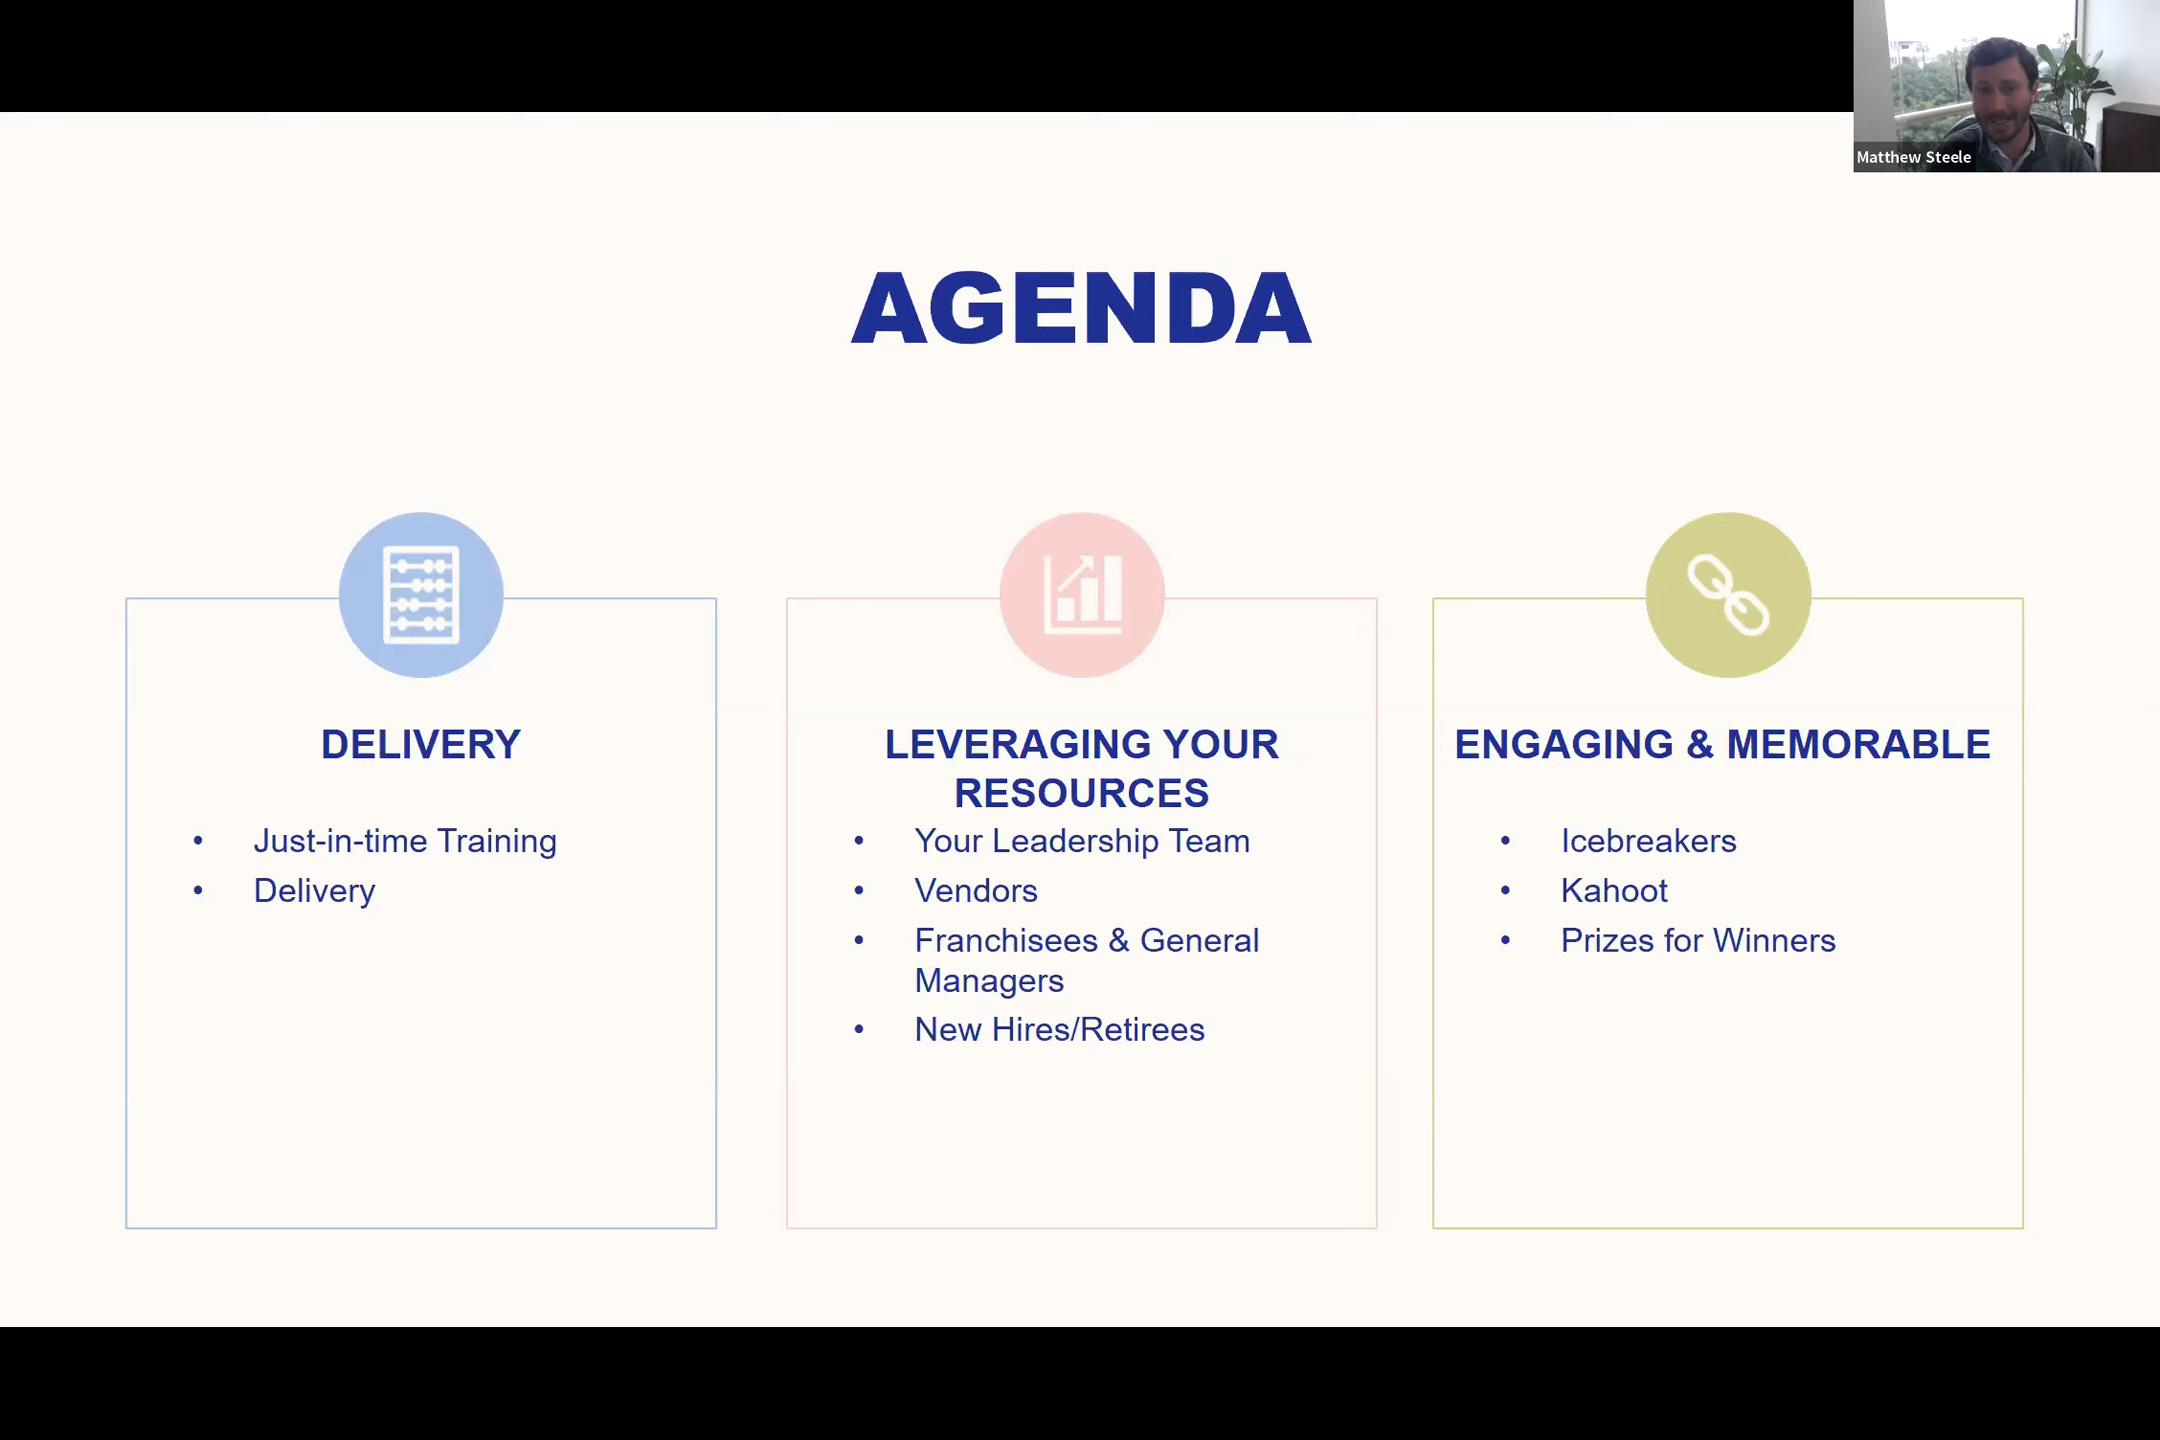 Matthew Steele
AGENDA
DELIVERY
• Just-in-time Training
• Delivery
LEVERAGING YOUR
RESOURCES
• Your Leadership Team
• Vendors
• Franchisees & General
Managers
• New Hires/Retirees
ENGAGING & MEMORABLE
• Icebreakers
• Kahoot
• Prizes for Winners